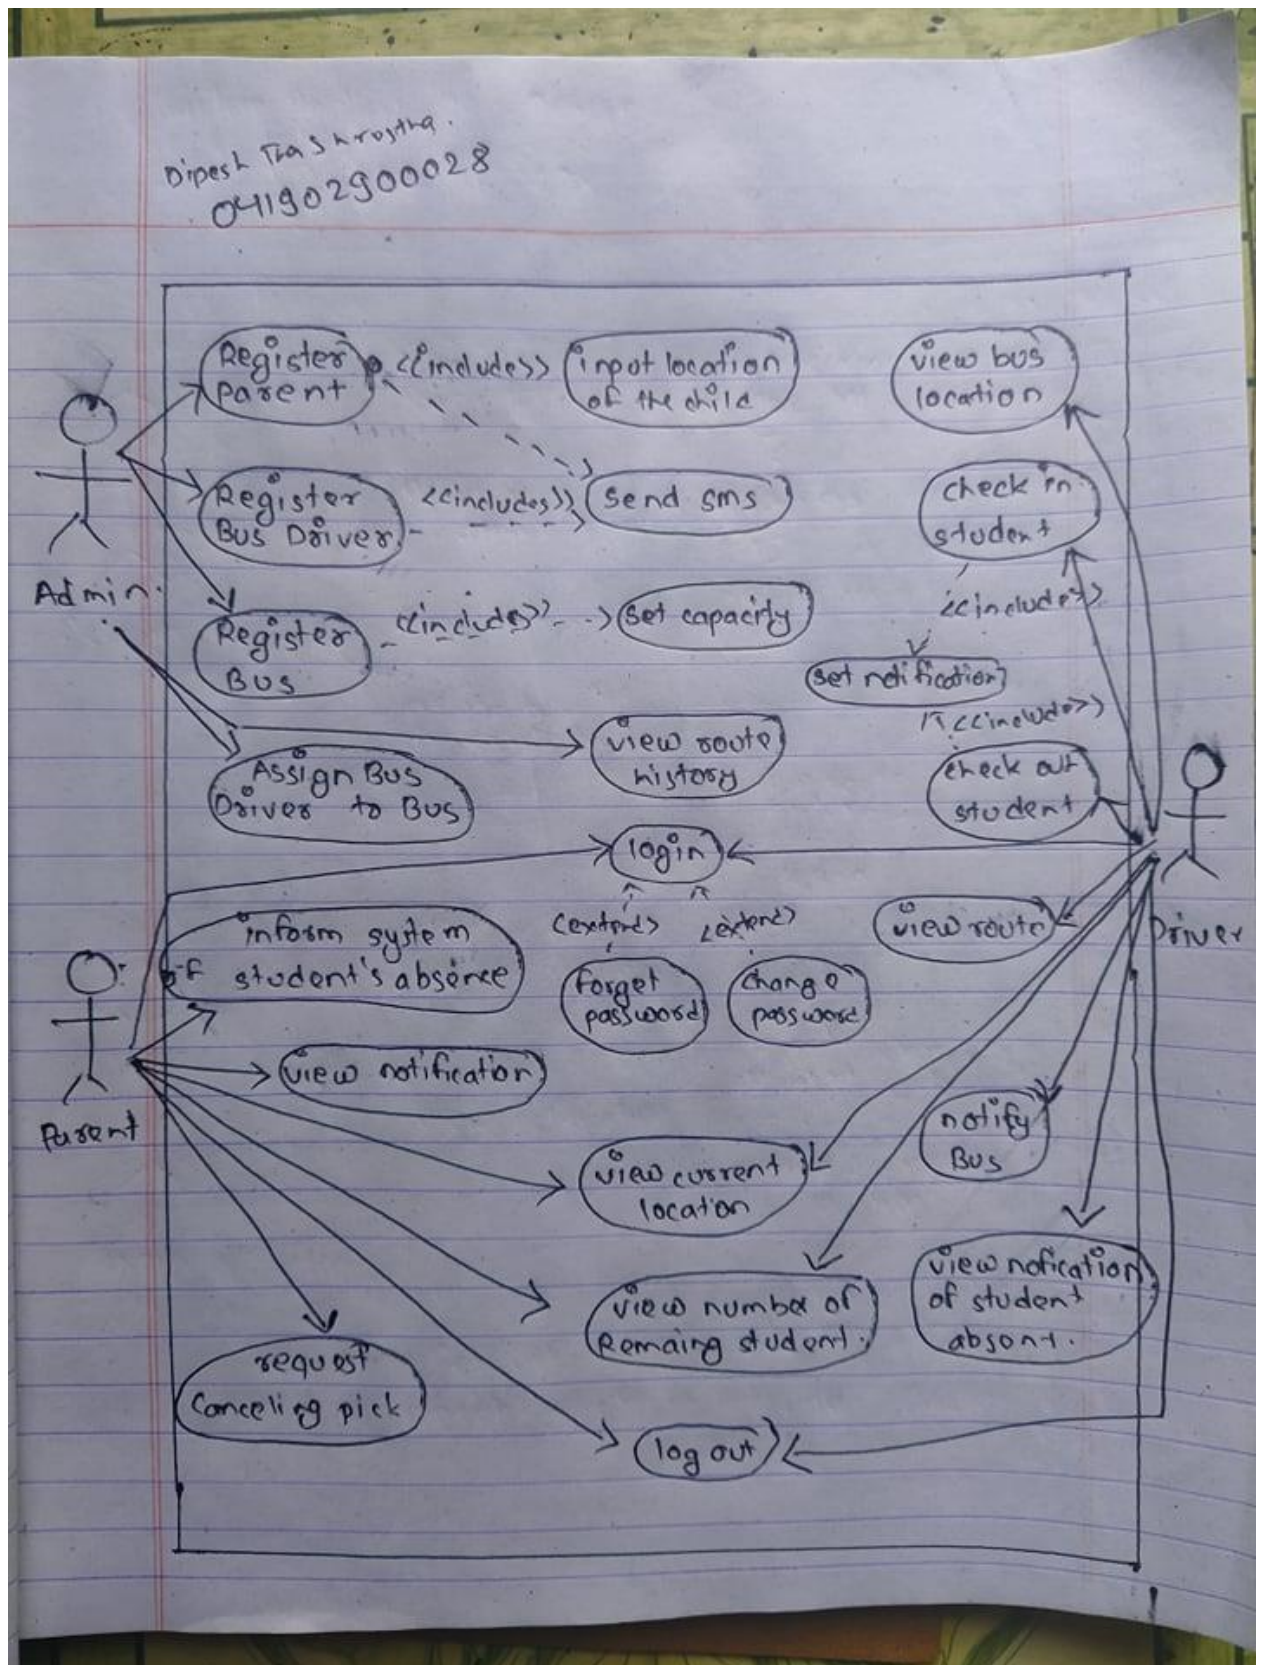 Dipesh Tha Shrostha.
041902900028
Register
parent
<<include>>
input location
of the child
view bus
location
Register
Bus Driver
<<includes>>
send sms
check in
student
Admin.
<<include>>
Register
Bus
<<includes>>
set capacity
set notification
<<include>>
view route
history
Assign Bus
Driver to Bus
check out
student
login
inform system
of student's absence
<extend>
<extend>
view route
Driver
forget
password
change
password
view notification
Parent
notify
Bus
view current
location
view nofication
of student
absont.
view number of
Remaing student.
request
Canceling pick
log out